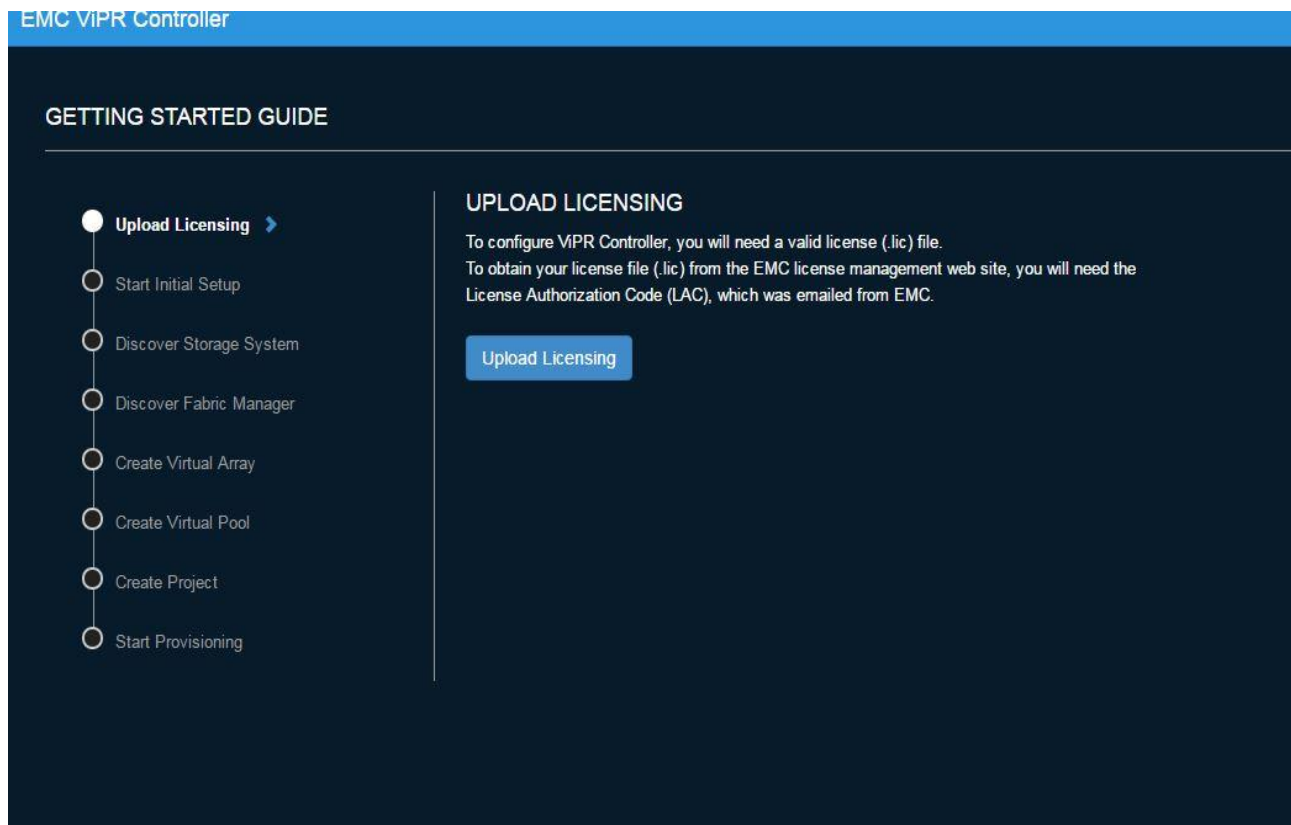 EMC ViPR Controller
GETTING STARTED GUIDE
Upload Licensing
Start Initial Setup
Discover Storage System
Discover Fabric Manager
Create Virtual Array
Create Virtual Pool
Create Project
Start Provisioning
UPLOAD LICENSING
To configure ViPR Controller, you will need a valid license (.lic) file.
To obtain your license file (.lic) from the EMC license management web site, you will need the
License Authorization Code (LAC), which was emailed from EMC.
Upload Licensing